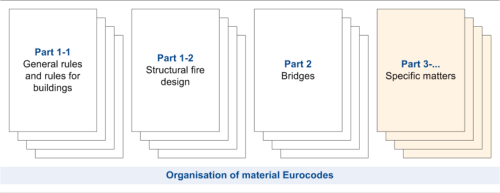 Part 1-1
General rules
and rules for
buildings
Part 1-2
Structural fire
design
Part 2
Bridges
Part 3-...
Specific matters
Organisation of material Eurocodes